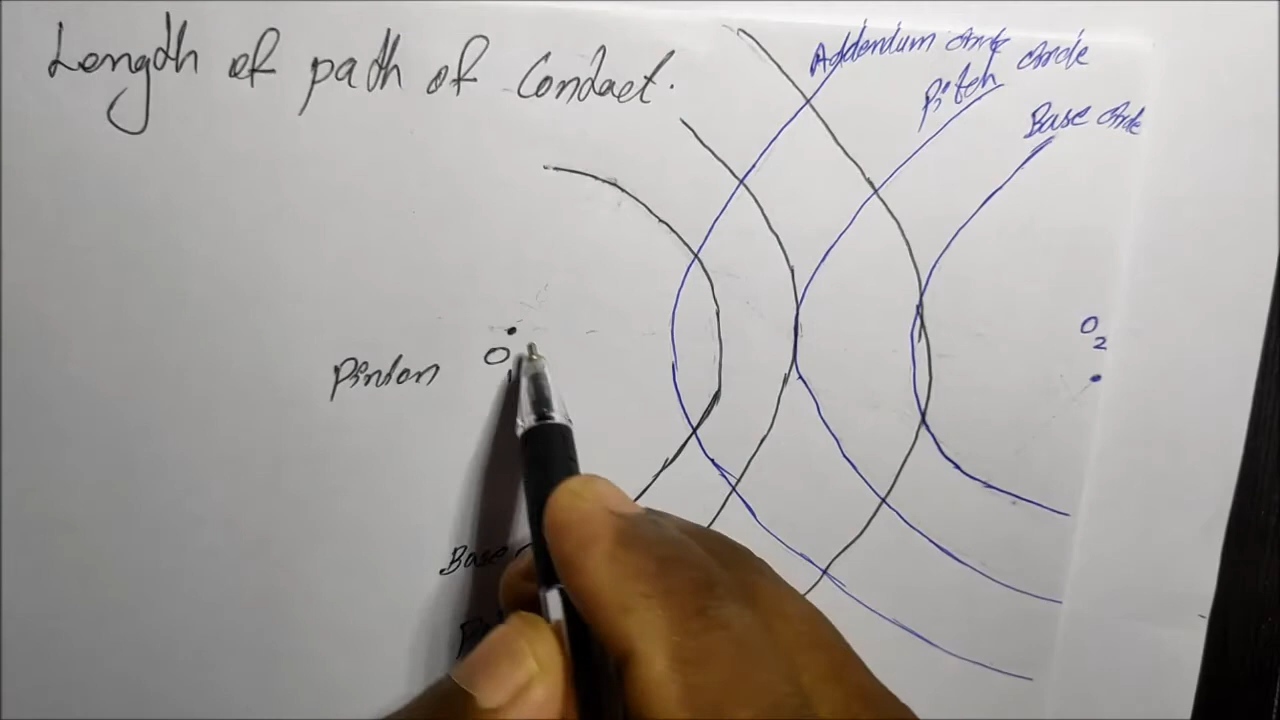 Length of path of Contact.
Addendum circle
Pitch circle
Base circle
O2
O1
Pinion
Base